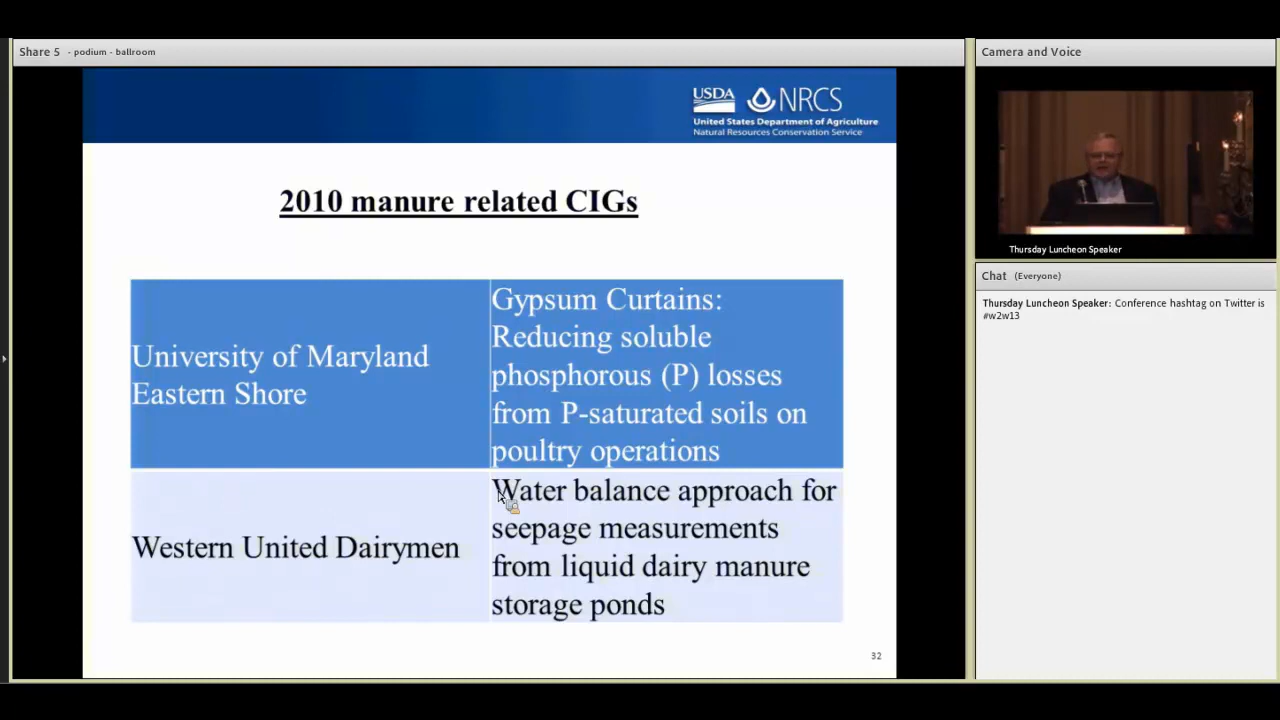 Share 5 - podium - ballroom
USDA NRCS
United States Department of Agriculture
Natural Resources Conservation Service
2010 manure related CIGs
University of Maryland
Eastern Shore
Gypsum Curtains:
Reducing soluble
phosphorous (P) losses
from P-saturated soils on
poultry operations
Western United Dairymen
Water balance approach for
seepage measurements
from liquid dairy manure
storage ponds
32
Camera and Voice
Thursday Luncheon Speaker
Chat (Everyone)
Thursday Luncheon Speaker: Conference hashtag on Twitter is
#w2w13